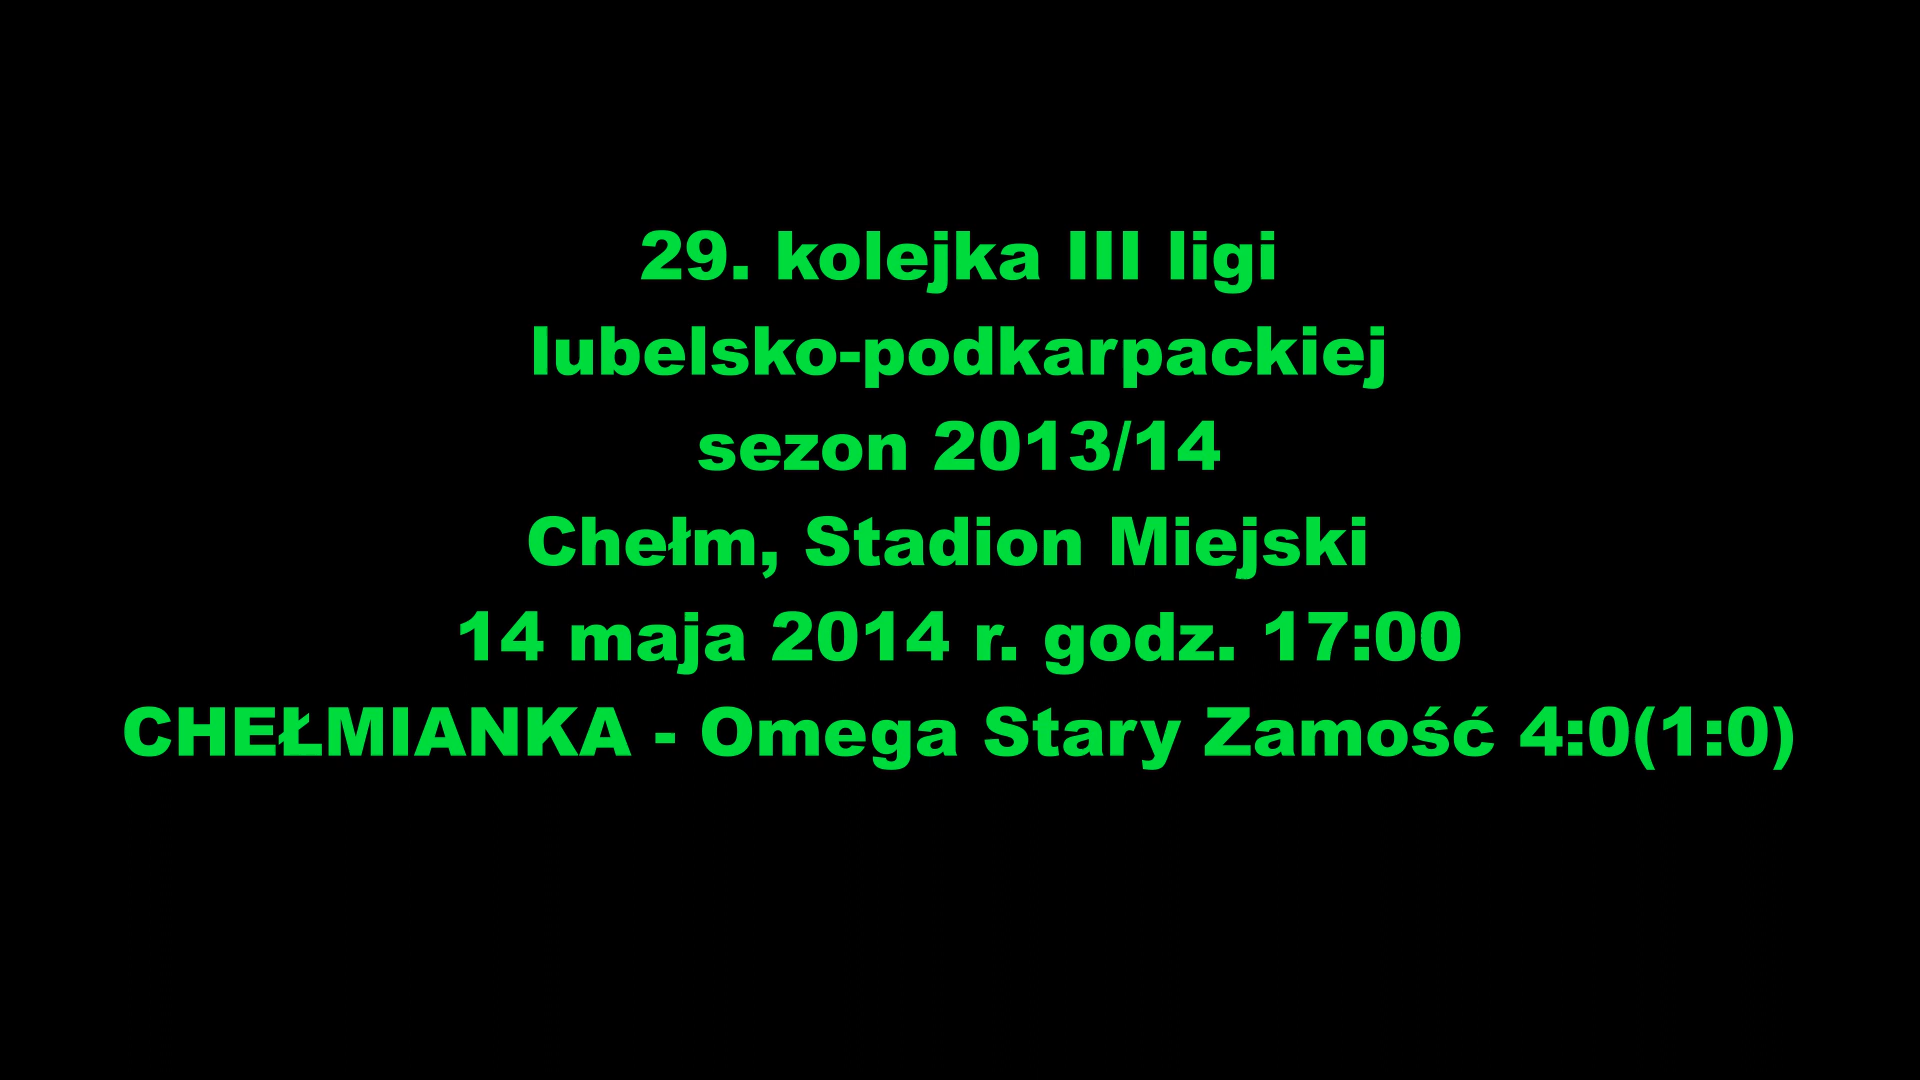 29. kolejka III ligi
lubelsko-podkarpackiej
sezon 2013/14
Chełm, Stadion Miejski
14 maja 2014 r. godz. 17:00
CHEŁMIANKA - Omega Stary Zamość 4:0(1:0)